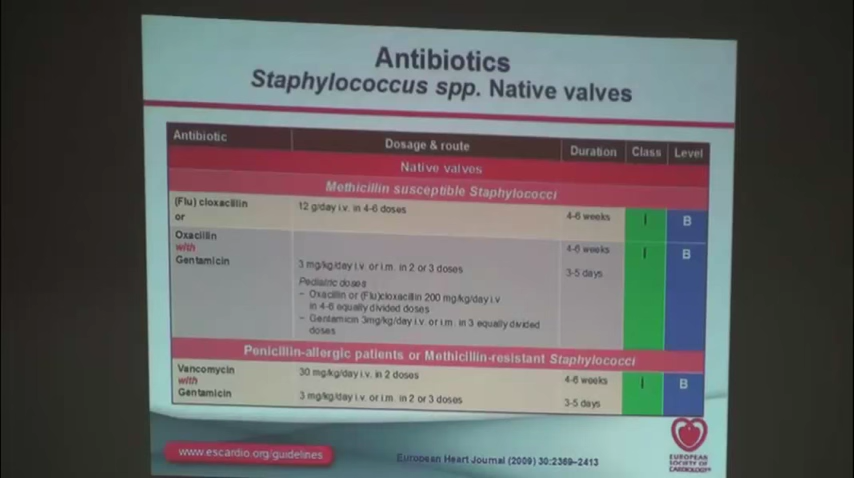 Antibiotics
Staphylococcus spp. Native valves
Antibiotic Dosage & route Duration Class Level
Native valves
Methicillin susceptible Staphylococci
(Flu) cloxacillin 12 g/day i.v. in 4-6 doses 4-6 weeks I B
or
Oxacillin 4-6 weeks I B
with
Gentamicin 3 mg/kg/day i.v. or i.m. in 2 or 3 doses 3-5 days
Pediatric doses
– Oxacillin or (Flu)cloxacillin 200 mg/kg/day i.v.
in 4-6 equally divided doses
– Gentamicin 3mg/kg/day i.v. or i.m. in 3 equally divided
doses
Penicillin-allergic patients or Methicillin-resistant Staphylococci
Vancomycin 30 mg/kg/day i.v. in 2 doses 4-6 weeks I B
with
Gentamicin 3 mg/kg/day i.v. or i.m. in 2 or 3 doses 3-5 days
www.escardio.org/guidelines
European Heart Journal (2009) 30:2369–2413
EUROPEAN
SOCIETY OF
CARDIOLOGY®